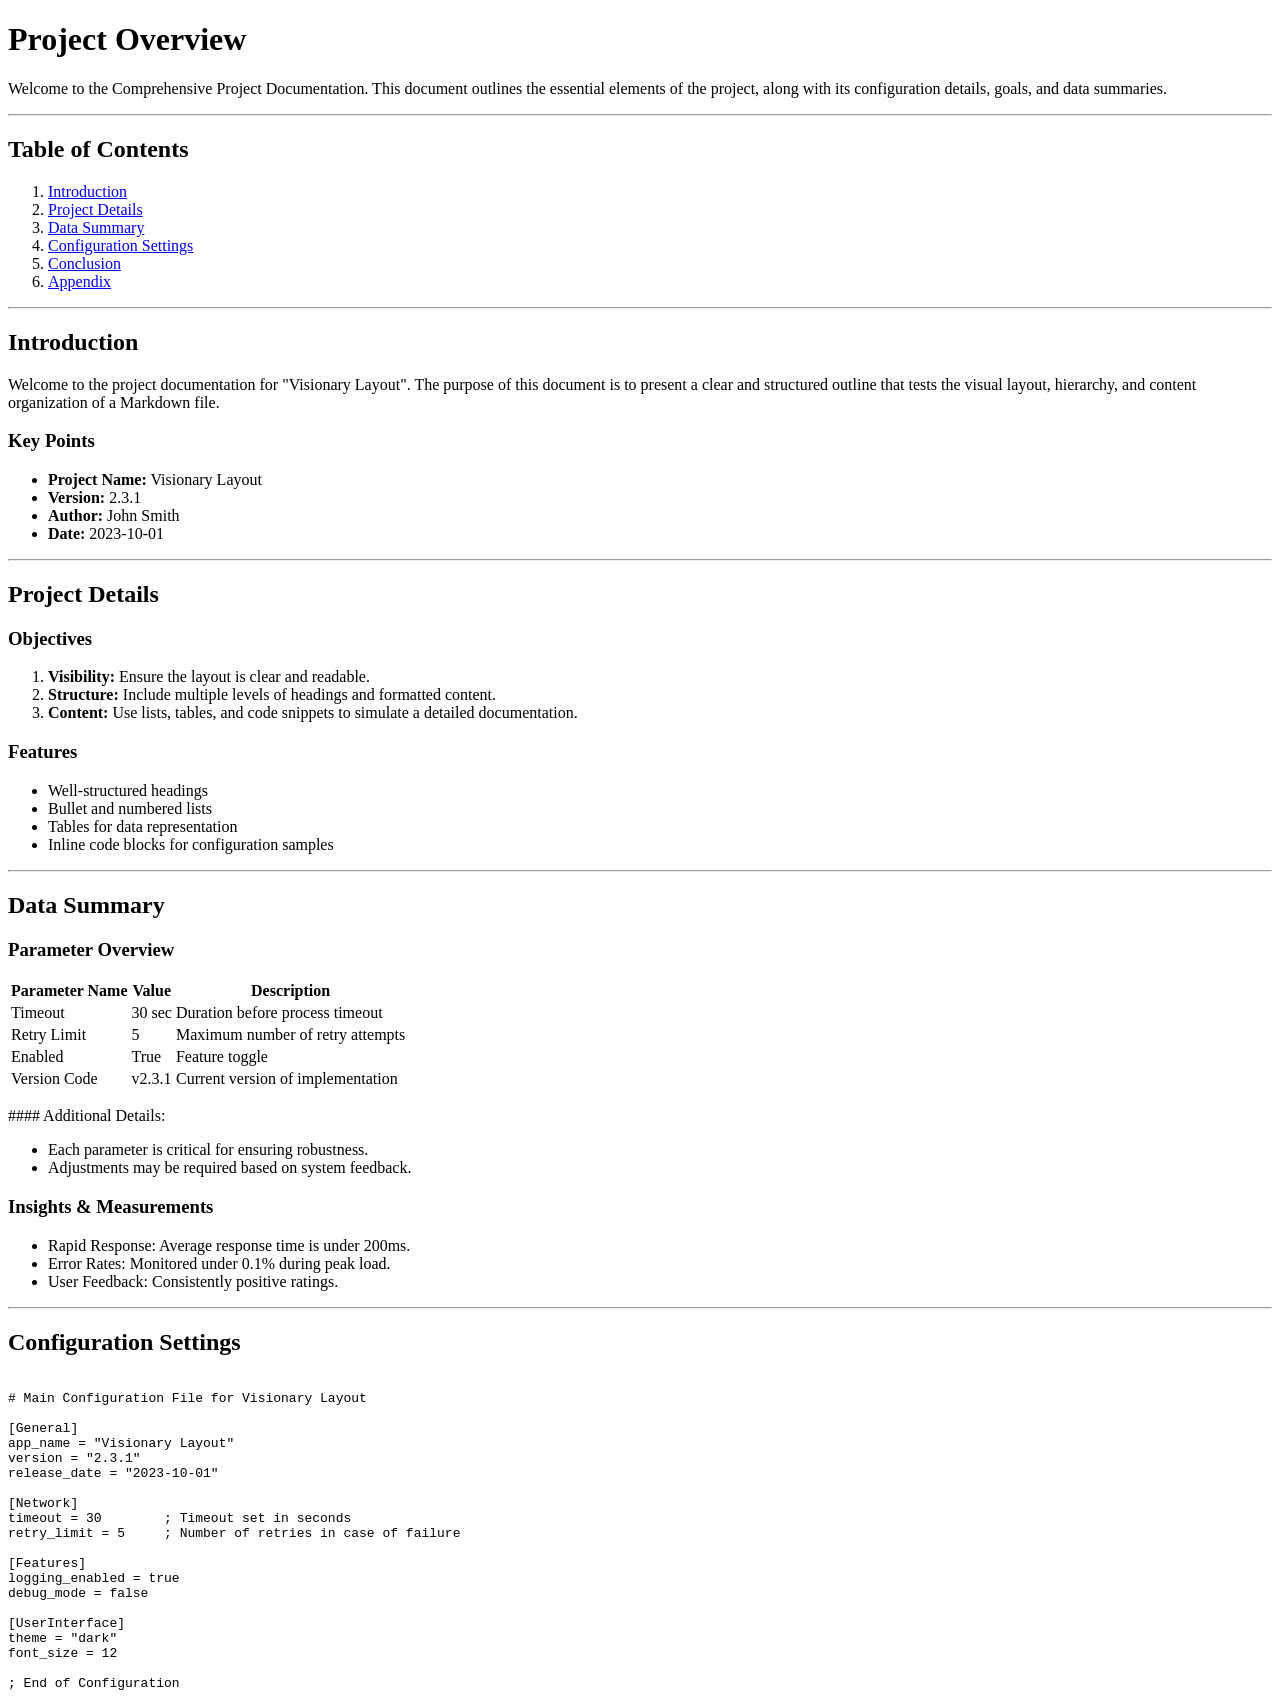 Project Overview
Welcome to the Comprehensive Project Documentation. This document outlines the essential elements of the project, along with its configuration details, goals, and data summaries.
Table of Contents
1. Introduction
2. Project Details
3. Data Summary
4. Configuration Settings
5. Conclusion
6. Appendix
Introduction
Welcome to the project documentation for "Visionary Layout". The purpose of this document is to present a clear and structured outline that tests the visual layout, hierarchy, and content
organization of a Markdown file.
Key Points
• Project Name: Visionary Layout
• Version: 2.3.1
• Author: John Smith
• Date: 2023-10-01
Project Details
Objectives
1. Visibility: Ensure the layout is clear and readable.
2. Structure: Include multiple levels of headings and formatted content.
3. Content: Use lists, tables, and code snippets to simulate a detailed documentation.
Features
• Well-structured headings
• Bullet and numbered lists
• Tables for data representation
• Inline code blocks for configuration samples
Data Summary
Parameter Overview
Parameter Name Value Description
Timeout 30 sec Duration before process timeout
Retry Limit 5 Maximum number of retry attempts
Enabled True Feature toggle
Version Code v2.3.1 Current version of implementation
#### Additional Details:
• Each parameter is critical for ensuring robustness.
• Adjustments may be required based on system feedback.
Insights & Measurements
• Rapid Response: Average response time is under 200ms.
• Error Rates: Monitored under 0.1% during peak load.
• User Feedback: Consistently positive ratings.
Configuration Settings
# Main Configuration File for Visionary Layout
[General]
app_name = "Visionary Layout"
version = "2.3.1"
release_date = "2023-10-01"
[Network]
timeout = 30        ; Timeout set in seconds
retry_limit = 5     ; Number of retries in case of failure
[Features]
logging_enabled = true
debug_mode = false
[UserInterface]
theme = "dark"
font_size = 12
; End of Configuration